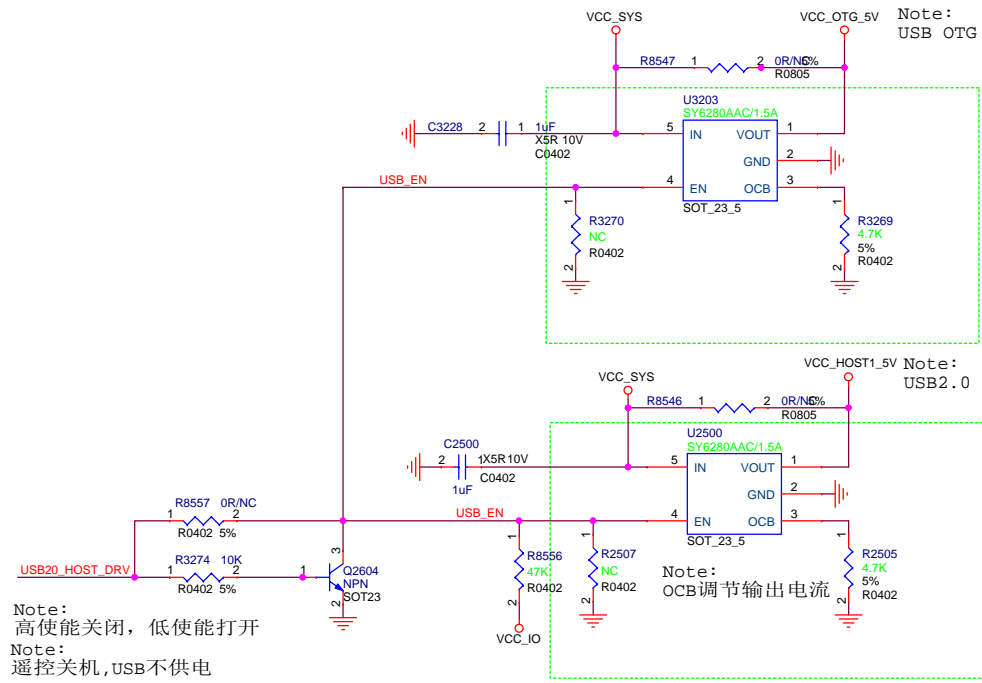 VCC_SYS
VCC_OTG_5V
Note:
USB OTG
R8547 1 2 0R/NC 5%
R0805
U3203
SY6280AAC/1.5A
C3228 2 1 1uF
X5R 10V
C0402
5 IN VOUT 1
GND 2
USB_EN
4 EN OCB 3
SOT_23_5
1
R3270
NC
R0402
2
1
R3269
4.7K
5%
R0402
2
VCC_SYS
VCC_HOST1_5V
Note:
USB2.0
R8546 1 2 0R/NC 5%
R0805
U2500
SY6280AAC/1.5A
C2500
2 1 X5R 10V
C0402
1uF
5 IN VOUT 1
GND 2
USB_EN
4 EN OCB 3
SOT_23_5
R8557 0R/NC
1 2
R0402 5%
USB20_HOST_DRV
R3274 10K
1 2
R0402 5%
3
1
Q2604
NPN
SOT23
2
1
R8556
47K
R0402
2
VCC_IO
1
R2507
NC
R0402
2
Note:
OCB调节输出电流
1
R2505
4.7K
5%
R0402
2
Note:
高使能关闭，低使能打开
Note:
遥控关机,USB不供电